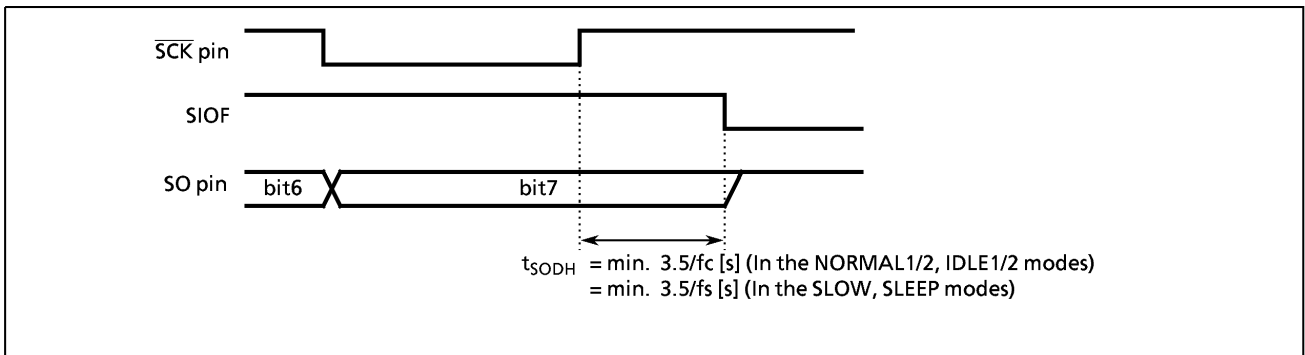 SCK pin
SIOF
SO pin
bit6
bit7
tSODH = min. 3.5/fc [s] (In the NORMAL1/2, IDLE1/2 modes)
= min. 3.5/fs [s] (In the SLOW, SLEEP modes)